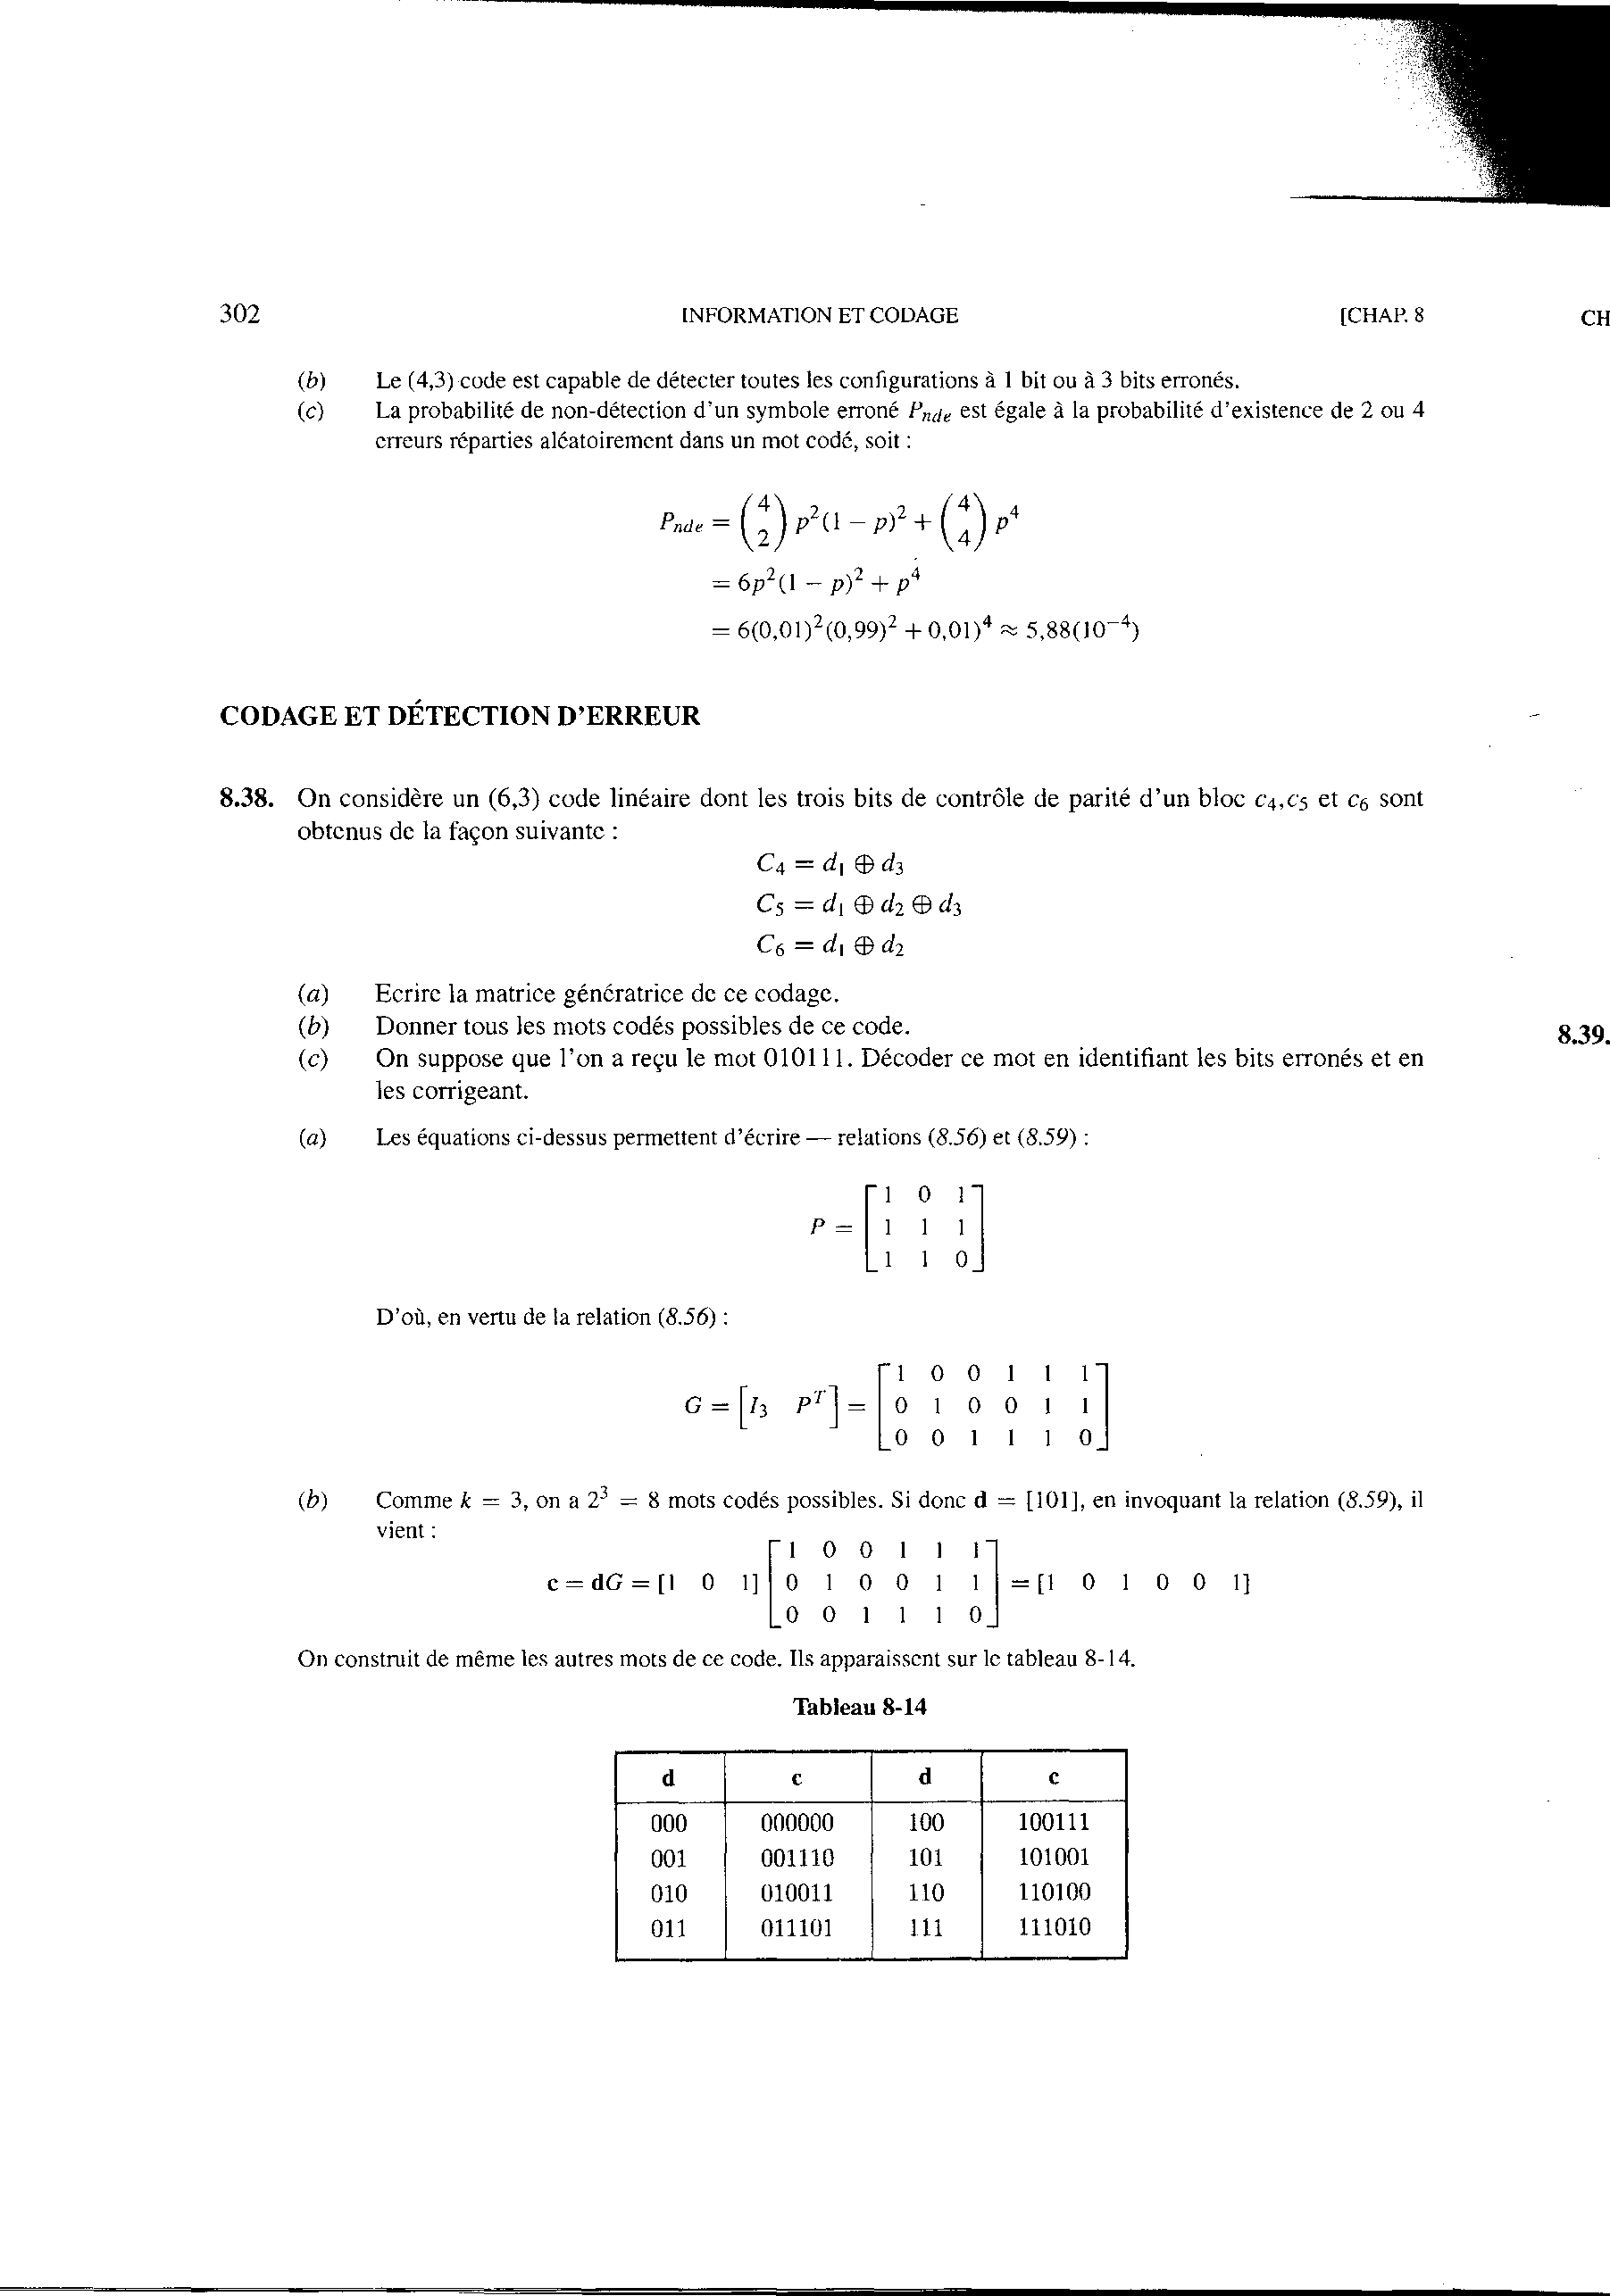 302 INFORMATION ET CODAGE [CHAP. 8 CH
(b) Le (4,3) code est capable de détecter toutes les configurations à 1 bit ou à 3 bits erronés.
(c) La probabilité de non-détection d'un symbole erroné P_nde est égale à la probabilité d'existence de 2 ou 4
erreurs réparties aléatoirement dans un mot codé, soit :
P_nde = (4 2) p²(1 − p)² + (4 4) p⁴
= 6p²(1 − p)² + p⁴
= 6(0,01)²(0,99)² + 0,01)⁴ ≈ 5,88(10⁻⁴)
CODAGE ET DÉTECTION D'ERREUR
8.38. On considère un (6,3) code linéaire dont les trois bits de contrôle de parité d'un bloc c₄,c₅ et c₆ sont
obtenus de la façon suivante :
C₄ = d₁ ⊕ d₃
C₅ = d₁ ⊕ d₂ ⊕ d₃
C₆ = d₁ ⊕ d₂
(a) Ecrire la matrice génératrice de ce codage.
(b) Donner tous les mots codés possibles de ce code.
8.39.
(c) On suppose que l'on a reçu le mot 010111. Décoder ce mot en identifiant les bits erronés et en
les corrigeant.
(a) Les équations ci-dessus permettent d'écrire — relations (8.56) et (8.59) :
1 0 1
P = 1 1 1
1 1 0
D'où, en vertu de la relation (8.56) :
1 0 0 1 1 1
G = [I₃ Pᵀ] = 0 1 0 0 1 1
0 0 1 1 1 0
(b) Comme k = 3, on a 2³ = 8 mots codés possibles. Si donc d = [101], en invoquant la relation (8.59), il
vient :
1 0 0 1 1 1
c = dG = [1 0 1] 0 1 0 0 1 1 = [1 0 1 0 0 1]
0 0 1 1 1 0
On construit de même les autres mots de ce code. Ils apparaissent sur le tableau 8-14.
Tableau 8-14
d c d c
000 000000 100 100111
001 001110 101 101001
010 010011 110 110100
011 011101 111 111010